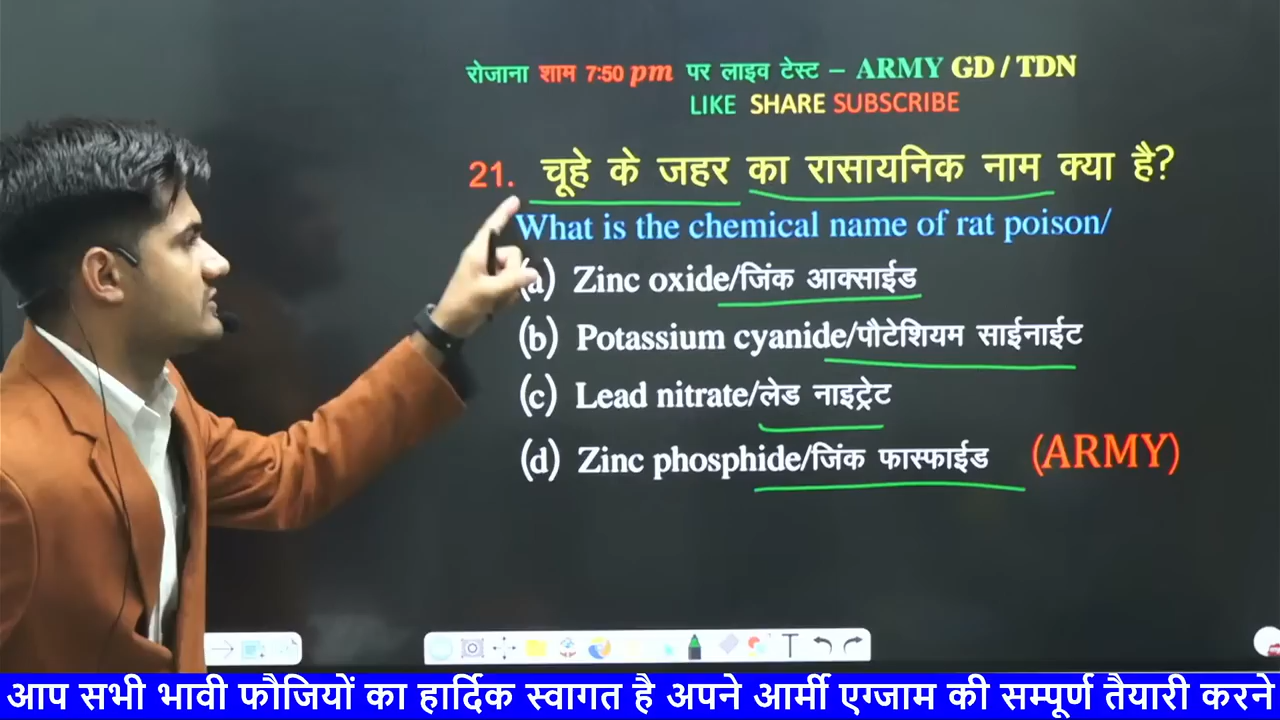 रोजाना शाम 7:50 pm पर लाइव टेस्ट – ARMY GD / TDN
LIKE SHARE SUBSCRIBE
21. चूहे के जहर का रासायनिक नाम क्या है?
What is the chemical name of rat poison/
(a) Zinc oxide/जिंक आक्साईड
(b) Potassium cyanide/पौटेशियम साईनाईट
(c) Lead nitrate/लेड नाइट्रेट
(d) Zinc phosphide/जिंक फास्फाईड (ARMY)
आप सभी भावी फौजियों का हार्दिक स्वागत है अपने आर्मी एग्जाम की सम्पूर्ण तैयारी करने